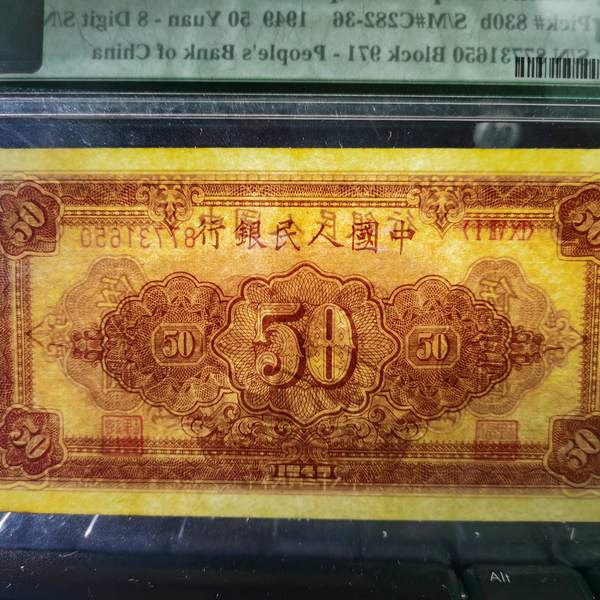 Pick# 830b S/M#C282-36 1949 50 Yuan - 8 Digit S/N
S/N 87731650 Block 971 - People's Bank of China
50 50
中國人民銀行
87731650
50 50 50
50 50
1949
Alt